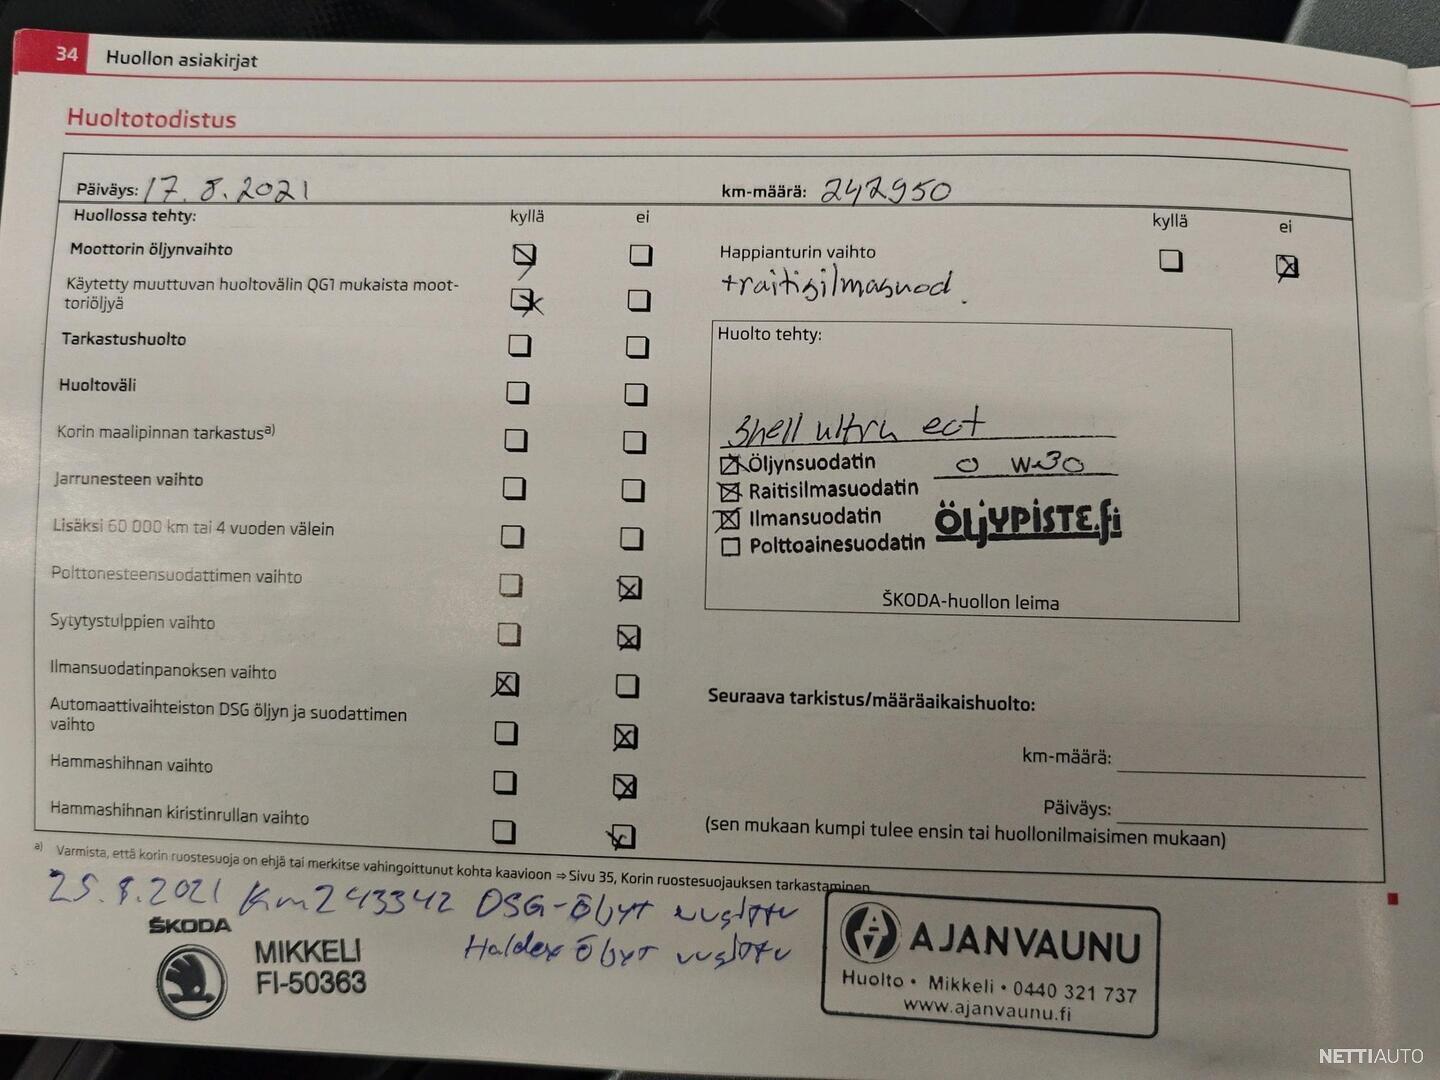 34 Huollon asiakirjat
Huoltotodistus
Päiväys: 17.8.2021
km-määrä: 242950
Huollossa tehty: kyllä ei
kyllä ei
Moottorin öljynvaihto
Käytetty muuttuvan huoltovälin QG1 mukaista moot-
toriöljyä
Tarkastushuolto
Huoltoväli
Korin maalipinnan tarkastus a)
Jarrunesteen vaihto
Lisäksi 60 000 km tai 4 vuoden välein
Polttonesteensuodattimen vaihto
Sytytystulppien vaihto
Ilmansuodatinpanoksen vaihto
Automaattivaihteiston DSG öljyn ja suodattimen
vaihto
Hammashihnan vaihto
Hammashihnan kiristinrullan vaihto
Happianturin vaihto
+raitisilmasuod.
Huolto tehty:
Shell ultra ect
Öljynsuodatin 0 W-30
Raitisilmasuodatin
Ilmansuodatin
ÖLJYPISTE.fi
Polttoainesuodatin
ŠKODA-huollon leima
Seuraava tarkistus/määräaikaishuolto:
km-määrä:
Päiväys:
(sen mukaan kumpi tulee ensin tai huollonilmaisimen mukaan)
a) Varmista, että korin ruostesuoja on ehjä tai merkitse vahingoittunut kohta kaavioon ⇒ Sivu 35, Korin ruostesuojauksen tarkastaminen
25.8.2021 Km 243342 DSG-Öljyt uusittu
Haldex Öljyt uusittu
ŠKODA
MIKKELI
FI-50363
AJANVAUNU
Huolto • Mikkeli • 0440 321 737
www.ajanvaunu.fi
NETTIAUTO